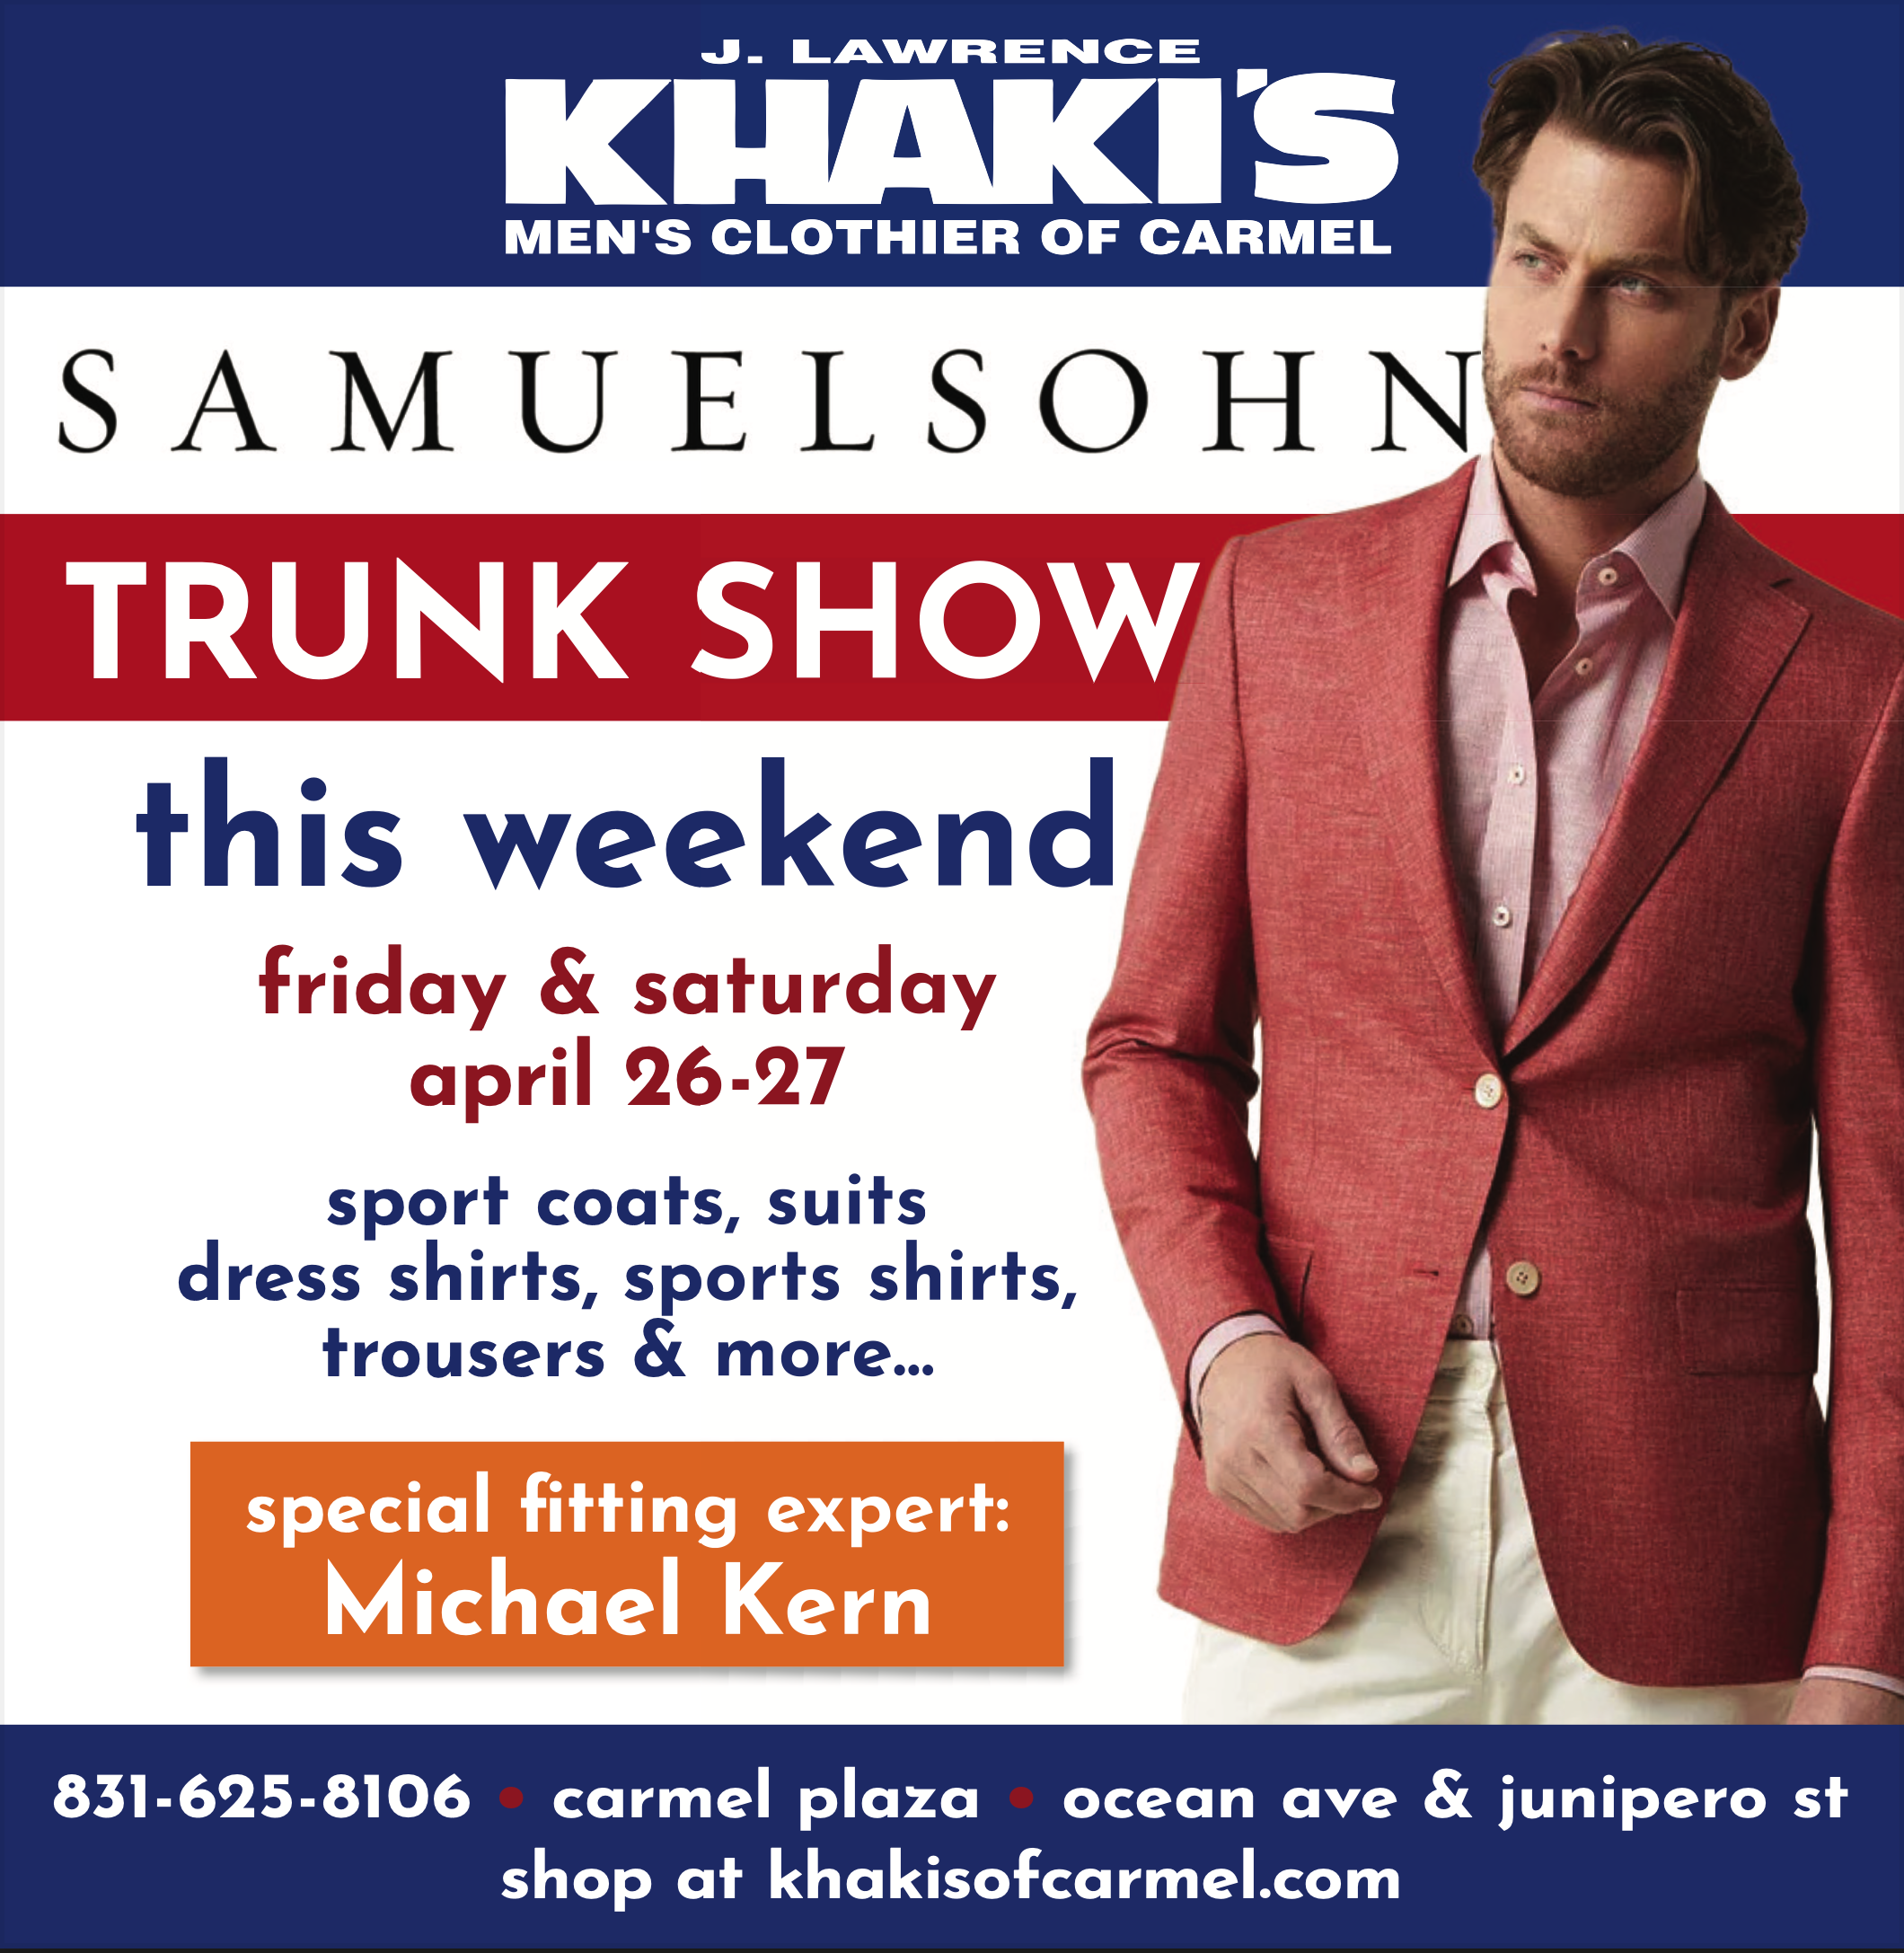 J. LAWRENCE
KHAKI'S
MEN'S CLOTHIER OF CARMEL
SAMUELSOHN
TRUNK SHOW
this weekend
friday & saturday
april 26-27
sport coats, suits
dress shirts, sports shirts,
trousers & more...
special fitting expert:
Michael Kern
831-625-8106 • carmel plaza • ocean ave & junipero st
shop at khakisofcarmel.com